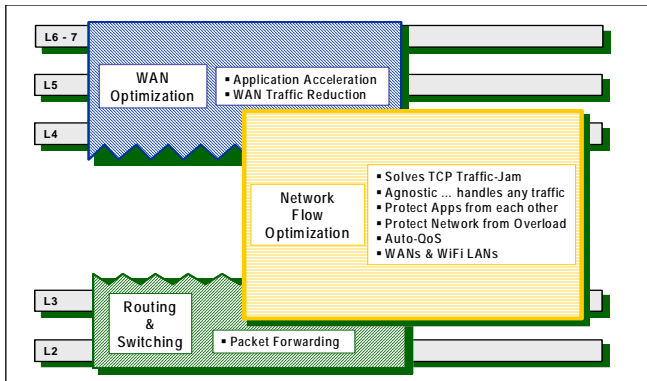 L6 - 7
L5
L4
WAN
Optimization
▪ Application Acceleration
▪ WAN Traffic Reduction
Network
Flow
Optimization
▪ Solves TCP Traffic-Jam
▪ Agnostic ... handles any traffic
▪ Protect Apps from each other
▪ Protect Network from Overload
▪ Auto-QoS
▪ WANs & WiFi LANs
L3
L2
Routing
&
Switching
▪ Packet Forwarding